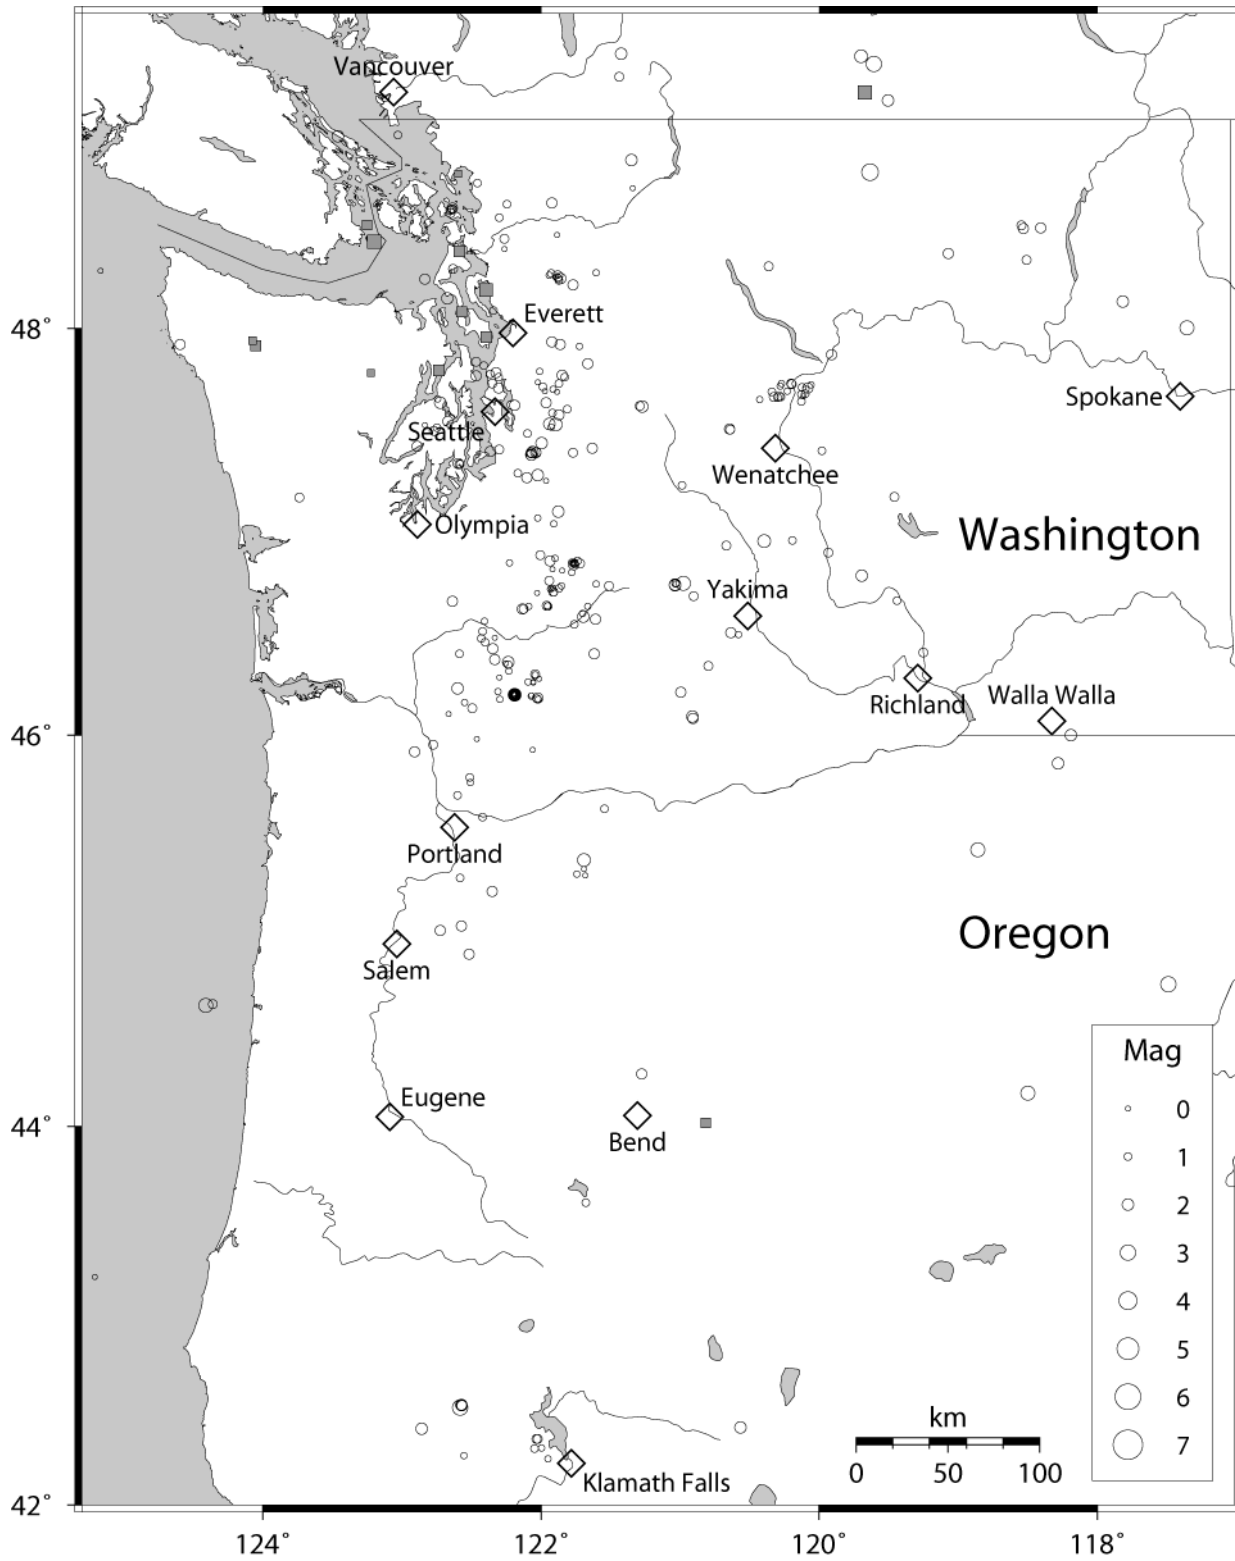 Vancouver
Everett
48°
Spokane
Seattle
Wenatchee
Olympia
Washington
Yakima
Richland
Walla Walla
46°
Portland
Oregon
Salem
Mag
Eugene
0
44°
Bend
1
2
3
4
5
km
6
7
0 50 100
Klamath Falls
42°
124° 122° 120° 118°